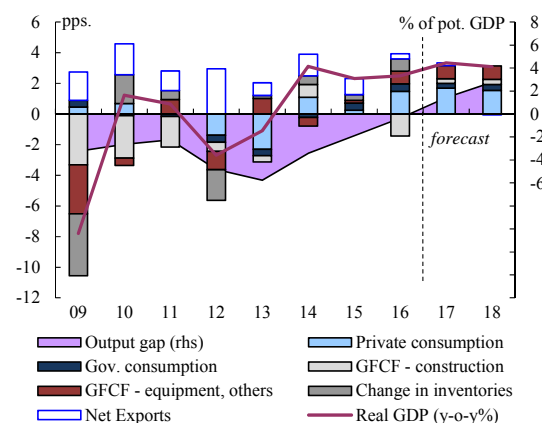 pps.
% of pot. GDP
6
4
2
0
-2
-4
-6
-8
-10
-12
8
6
4
2
0
-2
-4
-6
forecast
09 10 11 12 13 14 15 16 17 18
Output gap (rhs) Private consumption
Gov. consumption GFCF - construction
GFCF - equipment, others Change in inventories
Net Exports Real GDP (y-o-y%)